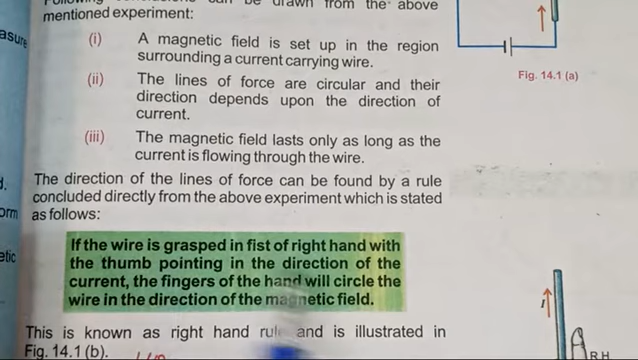 drawn from the above
mentioned experiment:
(i) A magnetic field is set up in the region
surrounding a current carrying wire.
(ii) The lines of force are circular and their
direction depends upon the direction of
current.
(iii) The magnetic field lasts only as long as the
current is flowing through the wire.
The direction of the lines of force can be found by a rule
concluded directly from the above experiment which is stated
as follows:
If the wire is grasped in fist of right hand with
the thumb pointing in the direction of the
current, the fingers of the hand will circle the
wire in the direction of the magnetic field.
This is known as right hand rule and is illustrated in
Fig. 14.1 (b).
Fig. 14.1 (a)
I
R.H.